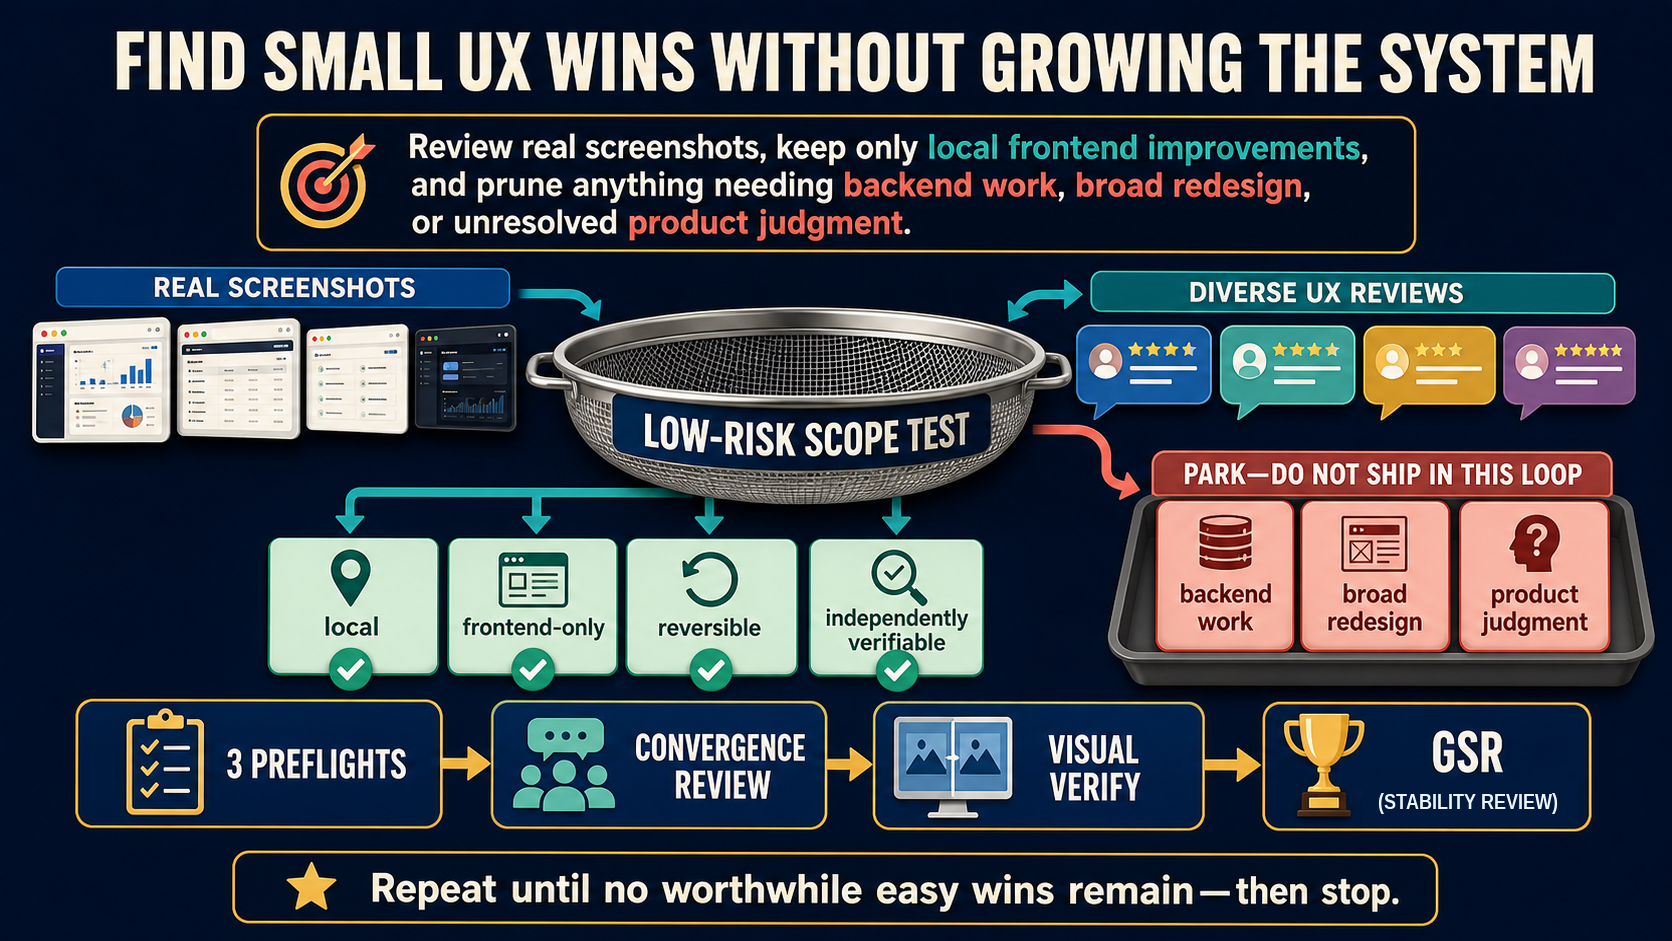 FIND SMALL UX WINS WITHOUT GROWING THE SYSTEM
Review real screenshots, keep only local frontend improvements,
and prune anything needing backend work, broad redesign,
or unresolved product judgment.
REAL SCREENSHOTS
DIVERSE UX REVIEWS
LOW-RISK SCOPE TEST
PARK—DO NOT SHIP IN THIS LOOP
backend
work
broad
redesign
product
judgment
local
frontend-only
reversible
independently
verifiable
3 PREFLIGHTS
CONVERGENCE
REVIEW
VISUAL
VERIFY
GSR
(STABILITY REVIEW)
Repeat until no worthwhile easy wins remain—then stop.